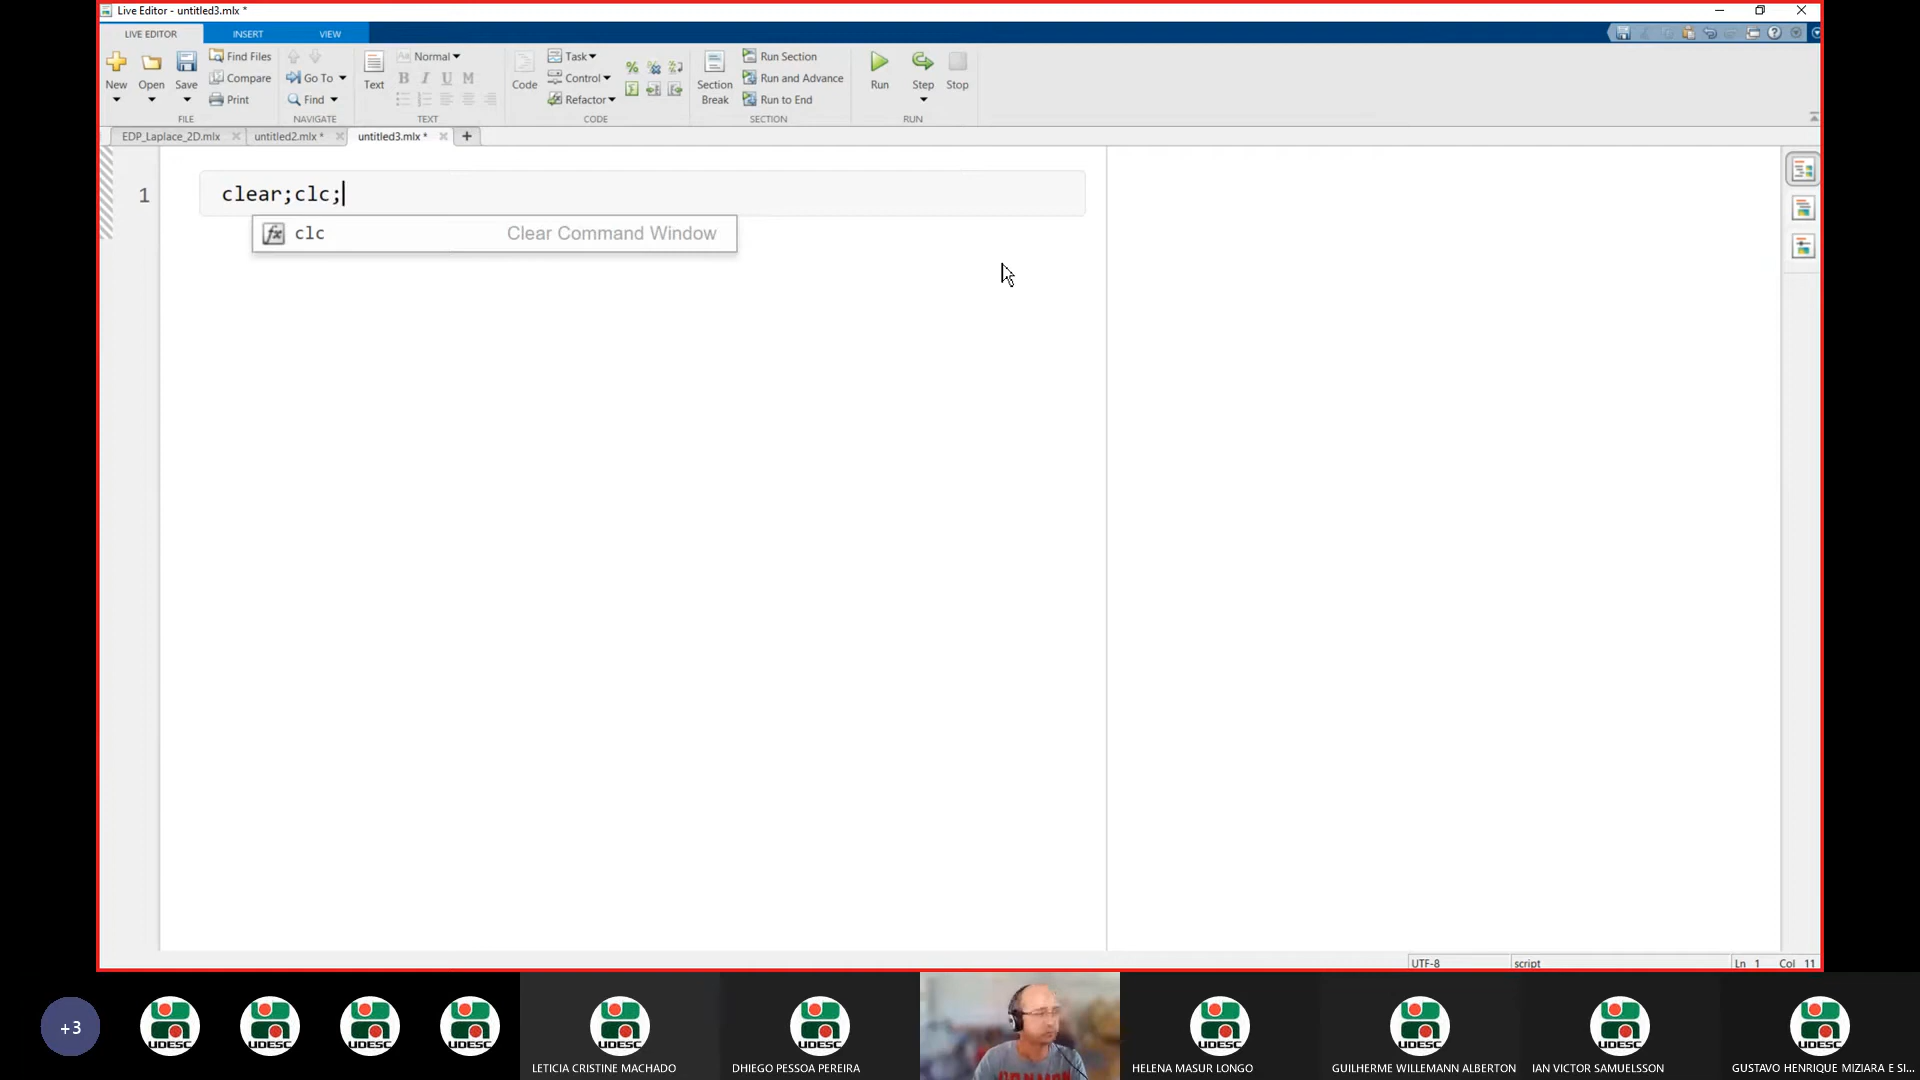 Live Editor - untitled3.mlx *
LIVE EDITOR INSERT VIEW
New Open Save Find Files Compare Print
Go To Find
Text Normal B I U M
Code Task Control Refactor
Section Break Run Section Run and Advance Run to End
Run Step Stop
FILE NAVIGATE TEXT CODE SECTION RUN
EDP_Laplace_2D.mlx untitled2.mlx * untitled3.mlx *
1 clear;clc;
fx clc Clear Command Window
UTF-8 script Ln 1 Col 11
+3
UDESC UDESC UDESC UDESC UDESC UDESC UDESC UDESC UDESC UDESC
LETICIA CRISTINE MACHADO DHIEGO PESSOA PEREIRA HELENA MASUR LONGO GUILHERME WILLEMANN ALBERTON IAN VICTOR SAMUELSSON GUSTAVO HENRIQUE MIZIARA E SI...